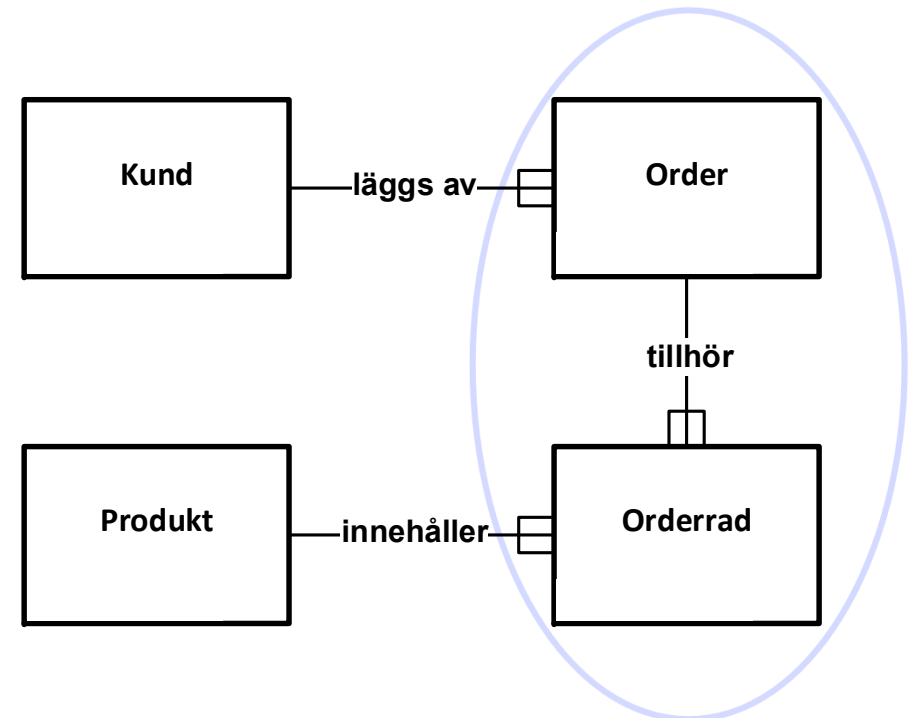 Kund
läggs av
Order
tillhör
Produkt
innehåller
Orderrad